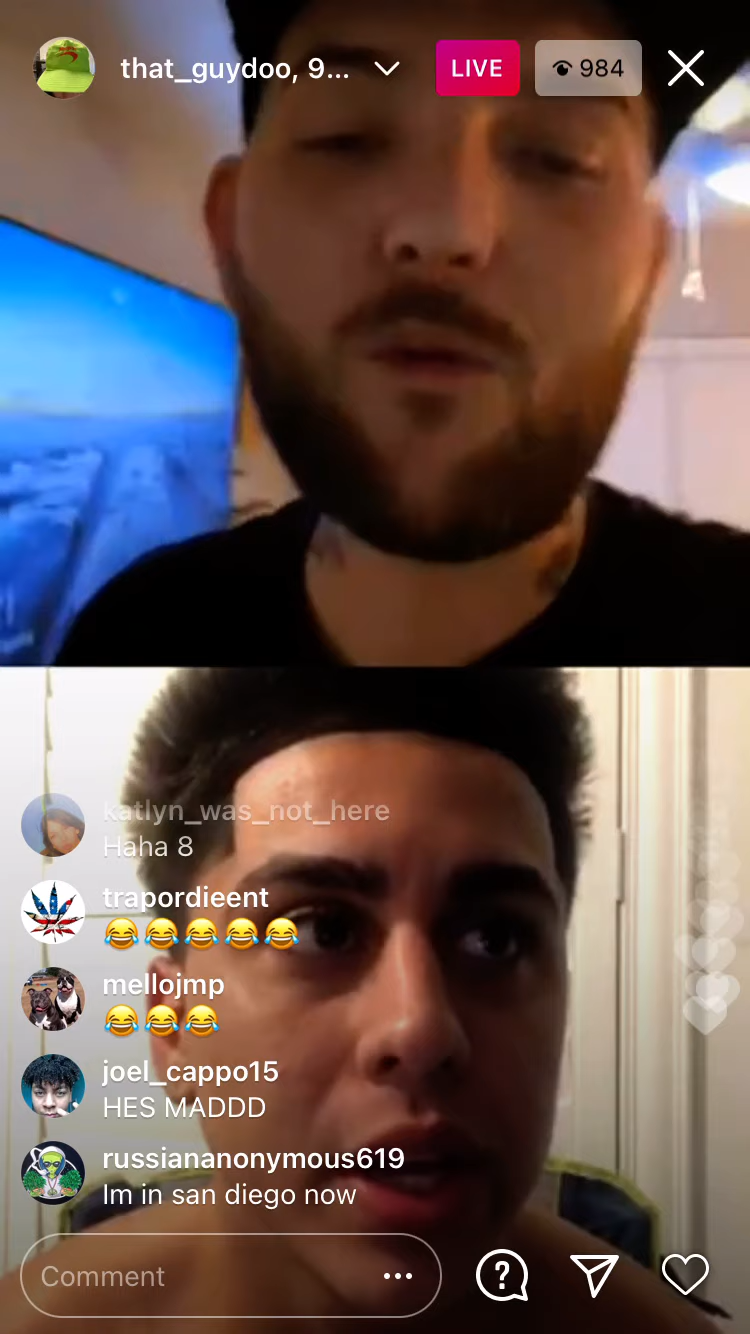 that_guydoo, 9...
LIVE
984
katlyn_was_not_here
Haha 8
trapordieent
😂😂😂😂😂
mellojmp
😂😂😂
joel_cappo15
HES MADDD
russiananonymous619
Im in san diego now
Comment